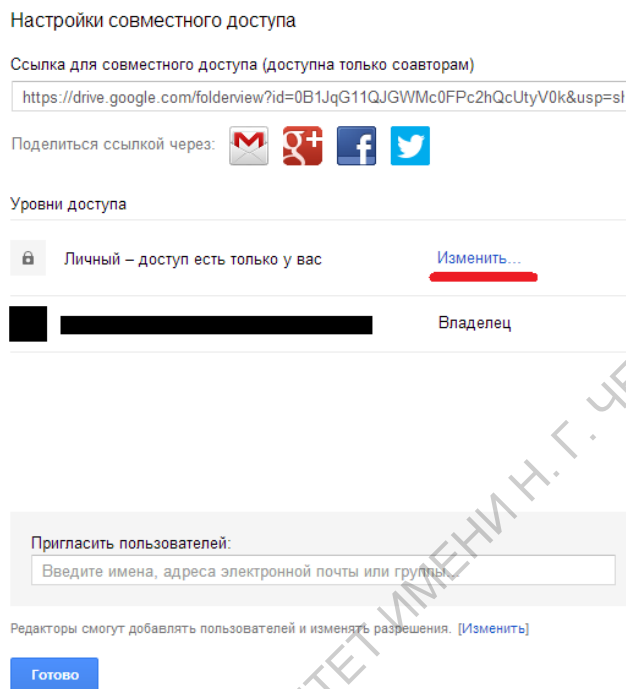 Настройки совместного доступа
Ссылка для совместного доступа (доступна только соавторам)
https://drive.google.com/folderview?id=0B1JqG11QJGWMc0FPc2hQcUtyV0k&usp=sh
Поделиться ссылкой через:
Уровни доступа
Личный – доступ есть только у вас Изменить...
Владелец
Пригласить пользователей:
Введите имена, адреса электронной почты или группы...
Редакторы смогут добавлять пользователей и изменять разрешения. [Изменить]
Готово
ИМЕНИ Н. Г.